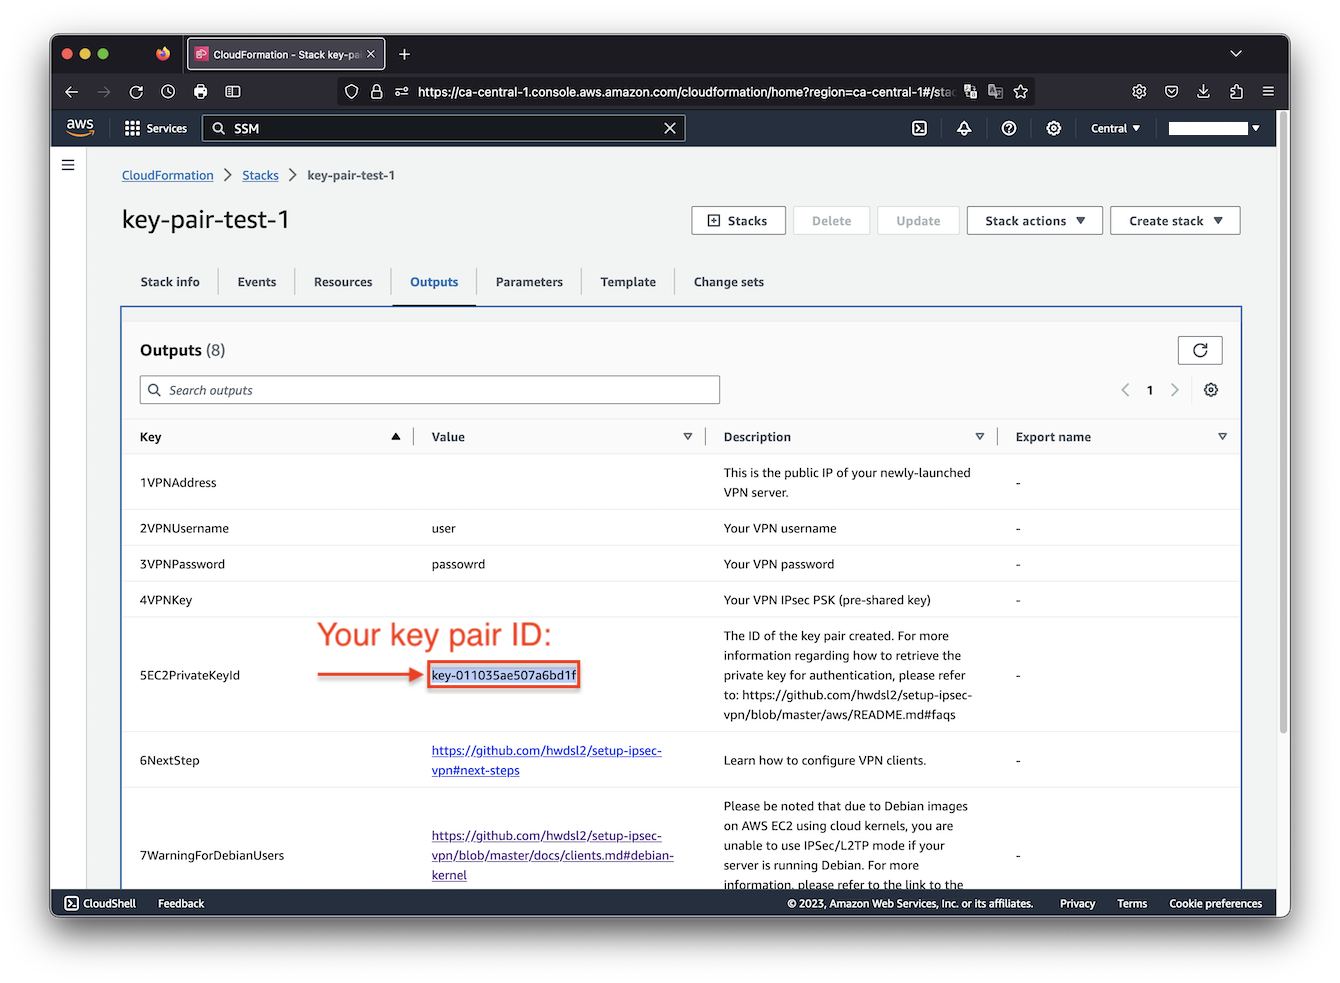 CloudFormation - Stack key-pai
https://ca-central-1.console.aws.amazon.com/cloudformation/home?region=ca-central-1#/stac
aws
Services
SSM
Central
CloudFormation
Stacks
key-pair-test-1
key-pair-test-1
Stacks
Delete
Update
Stack actions
Create stack
Stack info
Events
Resources
Outputs
Parameters
Template
Change sets
Outputs (8)
Search outputs
1
Key
Value
Description
Export name
1VPNAddress
This is the public IP of your newly-launched
VPN server.
-
2VPNUsername
user
Your VPN username
-
3VPNPassword
passowrd
Your VPN password
-
4VPNKey
Your VPN IPsec PSK (pre-shared key)
-
Your key pair ID:
5EC2PrivateKeyId
key-011035ae507a6bd1f
The ID of the key pair created. For more
information regarding how to retrieve the
private key for authentication, please refer
to: https://github.com/hwdsl2/setup-ipsec-
vpn/blob/master/aws/README.md#faqs
-
6NextStep
https://github.com/hwdsl2/setup-ipsec-
vpn#next-steps
Learn how to configure VPN clients.
-
7WarningForDebianUsers
https://github.com/hwdsl2/setup-ipsec-
vpn/blob/master/docs/clients.md#debian-
kernel
Please be noted that due to Debian images
on AWS EC2 using cloud kernels, you are
unable to use IPSec/L2TP mode if your
server is running Debian. For more
information, please refer to the link to the
-
CloudShell
Feedback
© 2023, Amazon Web Services, Inc. or its affiliates.
Privacy
Terms
Cookie preferences